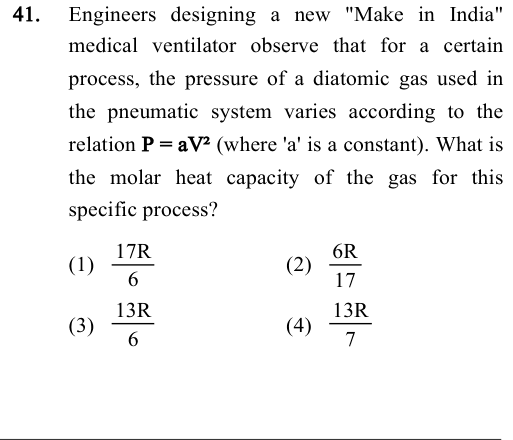 41. Engineers designing a new "Make in India"
medical ventilator observe that for a certain
process, the pressure of a diatomic gas used in
the pneumatic system varies according to the
relation P = aV² (where 'a' is a constant). What is
the molar heat capacity of the gas for this
specific process?
(1) 17R/6 (2) 6R/17
(3) 13R/6 (4) 13R/7